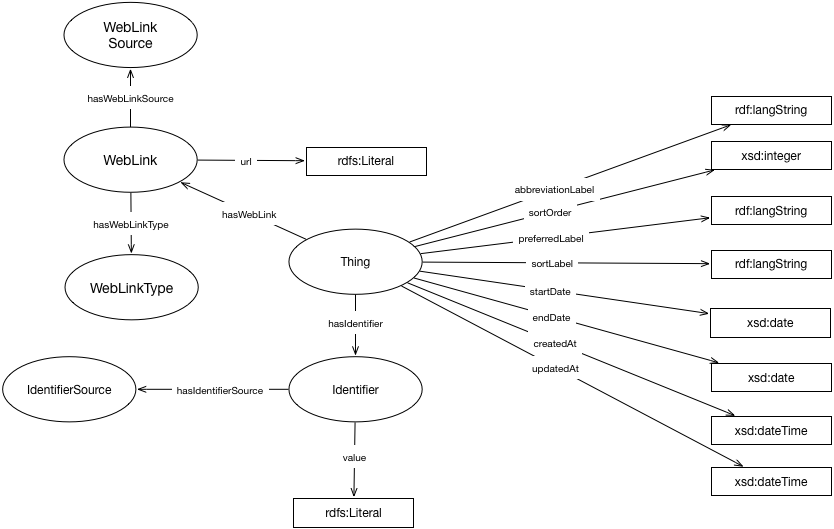 WebLink
Source
hasWebLinkSource
WebLink
url
rdfs:Literal
hasWebLinkType
hasWebLink
WebLinkType
Thing
abbreviationLabel
rdf:langString
sortOrder
xsd:integer
preferredLabel
rdf:langString
sortLabel
rdf:langString
startDate
xsd:date
endDate
xsd:date
createdAt
xsd:dateTime
updatedAt
xsd:dateTime
hasIdentifier
IdentifierSource
hasIdentifierSource
Identifier
value
rdfs:Literal